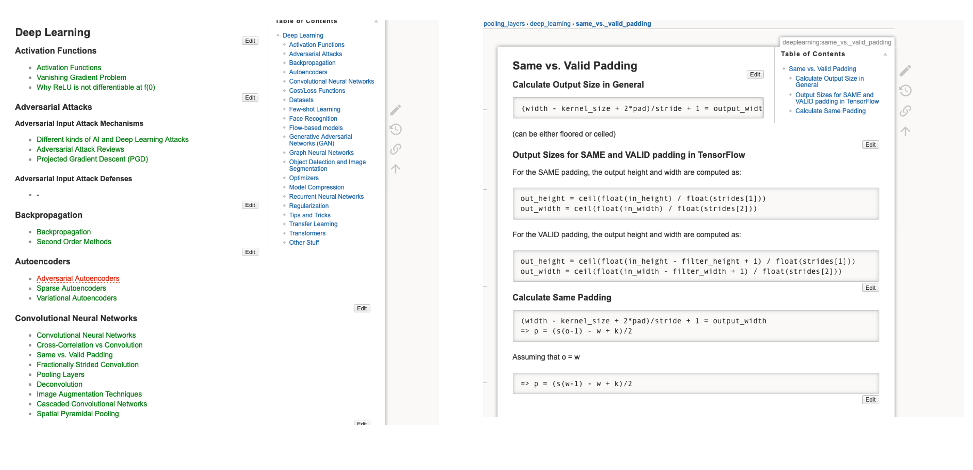 Deep Learning
Edit
Activation Functions
Activation Functions
Vanishing Gradient Problem
Why ReLU is not differentiable at f(0)
Edit
Adversarial Attacks
Adversarial Input Attack Mechanisms
Different kinds of AI and Deep Learning Attacks
Adversarial Attack Reviews
Projected Gradient Descent (PGD)
Adversarial Input Attack Defenses
-
Edit
Backpropagation
Backpropagation
Second Order Methods
Edit
Autoencoders
Adversarial Autoencoders
Sparse Autoencoders
Variational Autoencoders
Edit
Convolutional Neural Networks
Convolutional Neural Networks
Cross-Correlation vs Convolution
Same vs. Valid Padding
Fractionally Strided Convolution
Pooling Layers
Deconvolution
Image Augmentation Techniques
Cascaded Convolutional Networks
Spatial Pyramidal Pooling
Edit
Table of Contents
Deep Learning
Activation Functions
Adversarial Attacks
Backpropagation
Autoencoders
Convolutional Neural Networks
Cost/Loss Functions
Datasets
Few-shot Learning
Face Recognition
Flow-based models
Generative Adversarial
Networks (GAN)
Graph Neural Networks
Object Datection and Image
Segmentation
Optimizers
Model Compression
Recurrent Neural Networks
Regularization
Tips and Tricks
Transfer Learning
Transformers
Other Stuff
pooling_layers › deep_learning › same_vs._valid_padding
deeplearning:same_vs._valid_padding
Table of Contents
Same vs. Valid Padding
Calculate Output Size in
General
Output Sizes for SAME and
VALID padding in TensorFlow
Calculate Same Padding
Same vs. Valid Padding
Edit
Calculate Output Size in General
(width - kernel_size + 2*pad)/stride + 1 = output_widt
(can be either floored or ceiled)
Edit
Output Sizes for SAME and VALID padding in TensorFlow
For the SAME padding, the output height and width are computed as:
out_height = ceil(float(in_height) / float(strides[1]))
out_width = ceil(float(in_width) / float(strides[2]))
For the VALID padding, the output height and width are computed as:
out_height = ceil(float(in_height - filter_height + 1) / float(strides[1]))
out_width = ceil(float(in_width - filter_width + 1) / float(strides[2]))
Edit
Calculate Same Padding
(width - kernel_size + 2*pad)/stride + 1 = output_width
=> p = (s(o-1) - w + k)/2
Assuming that o = w
=> p = (s(w-1) - w + k)/2
Edit